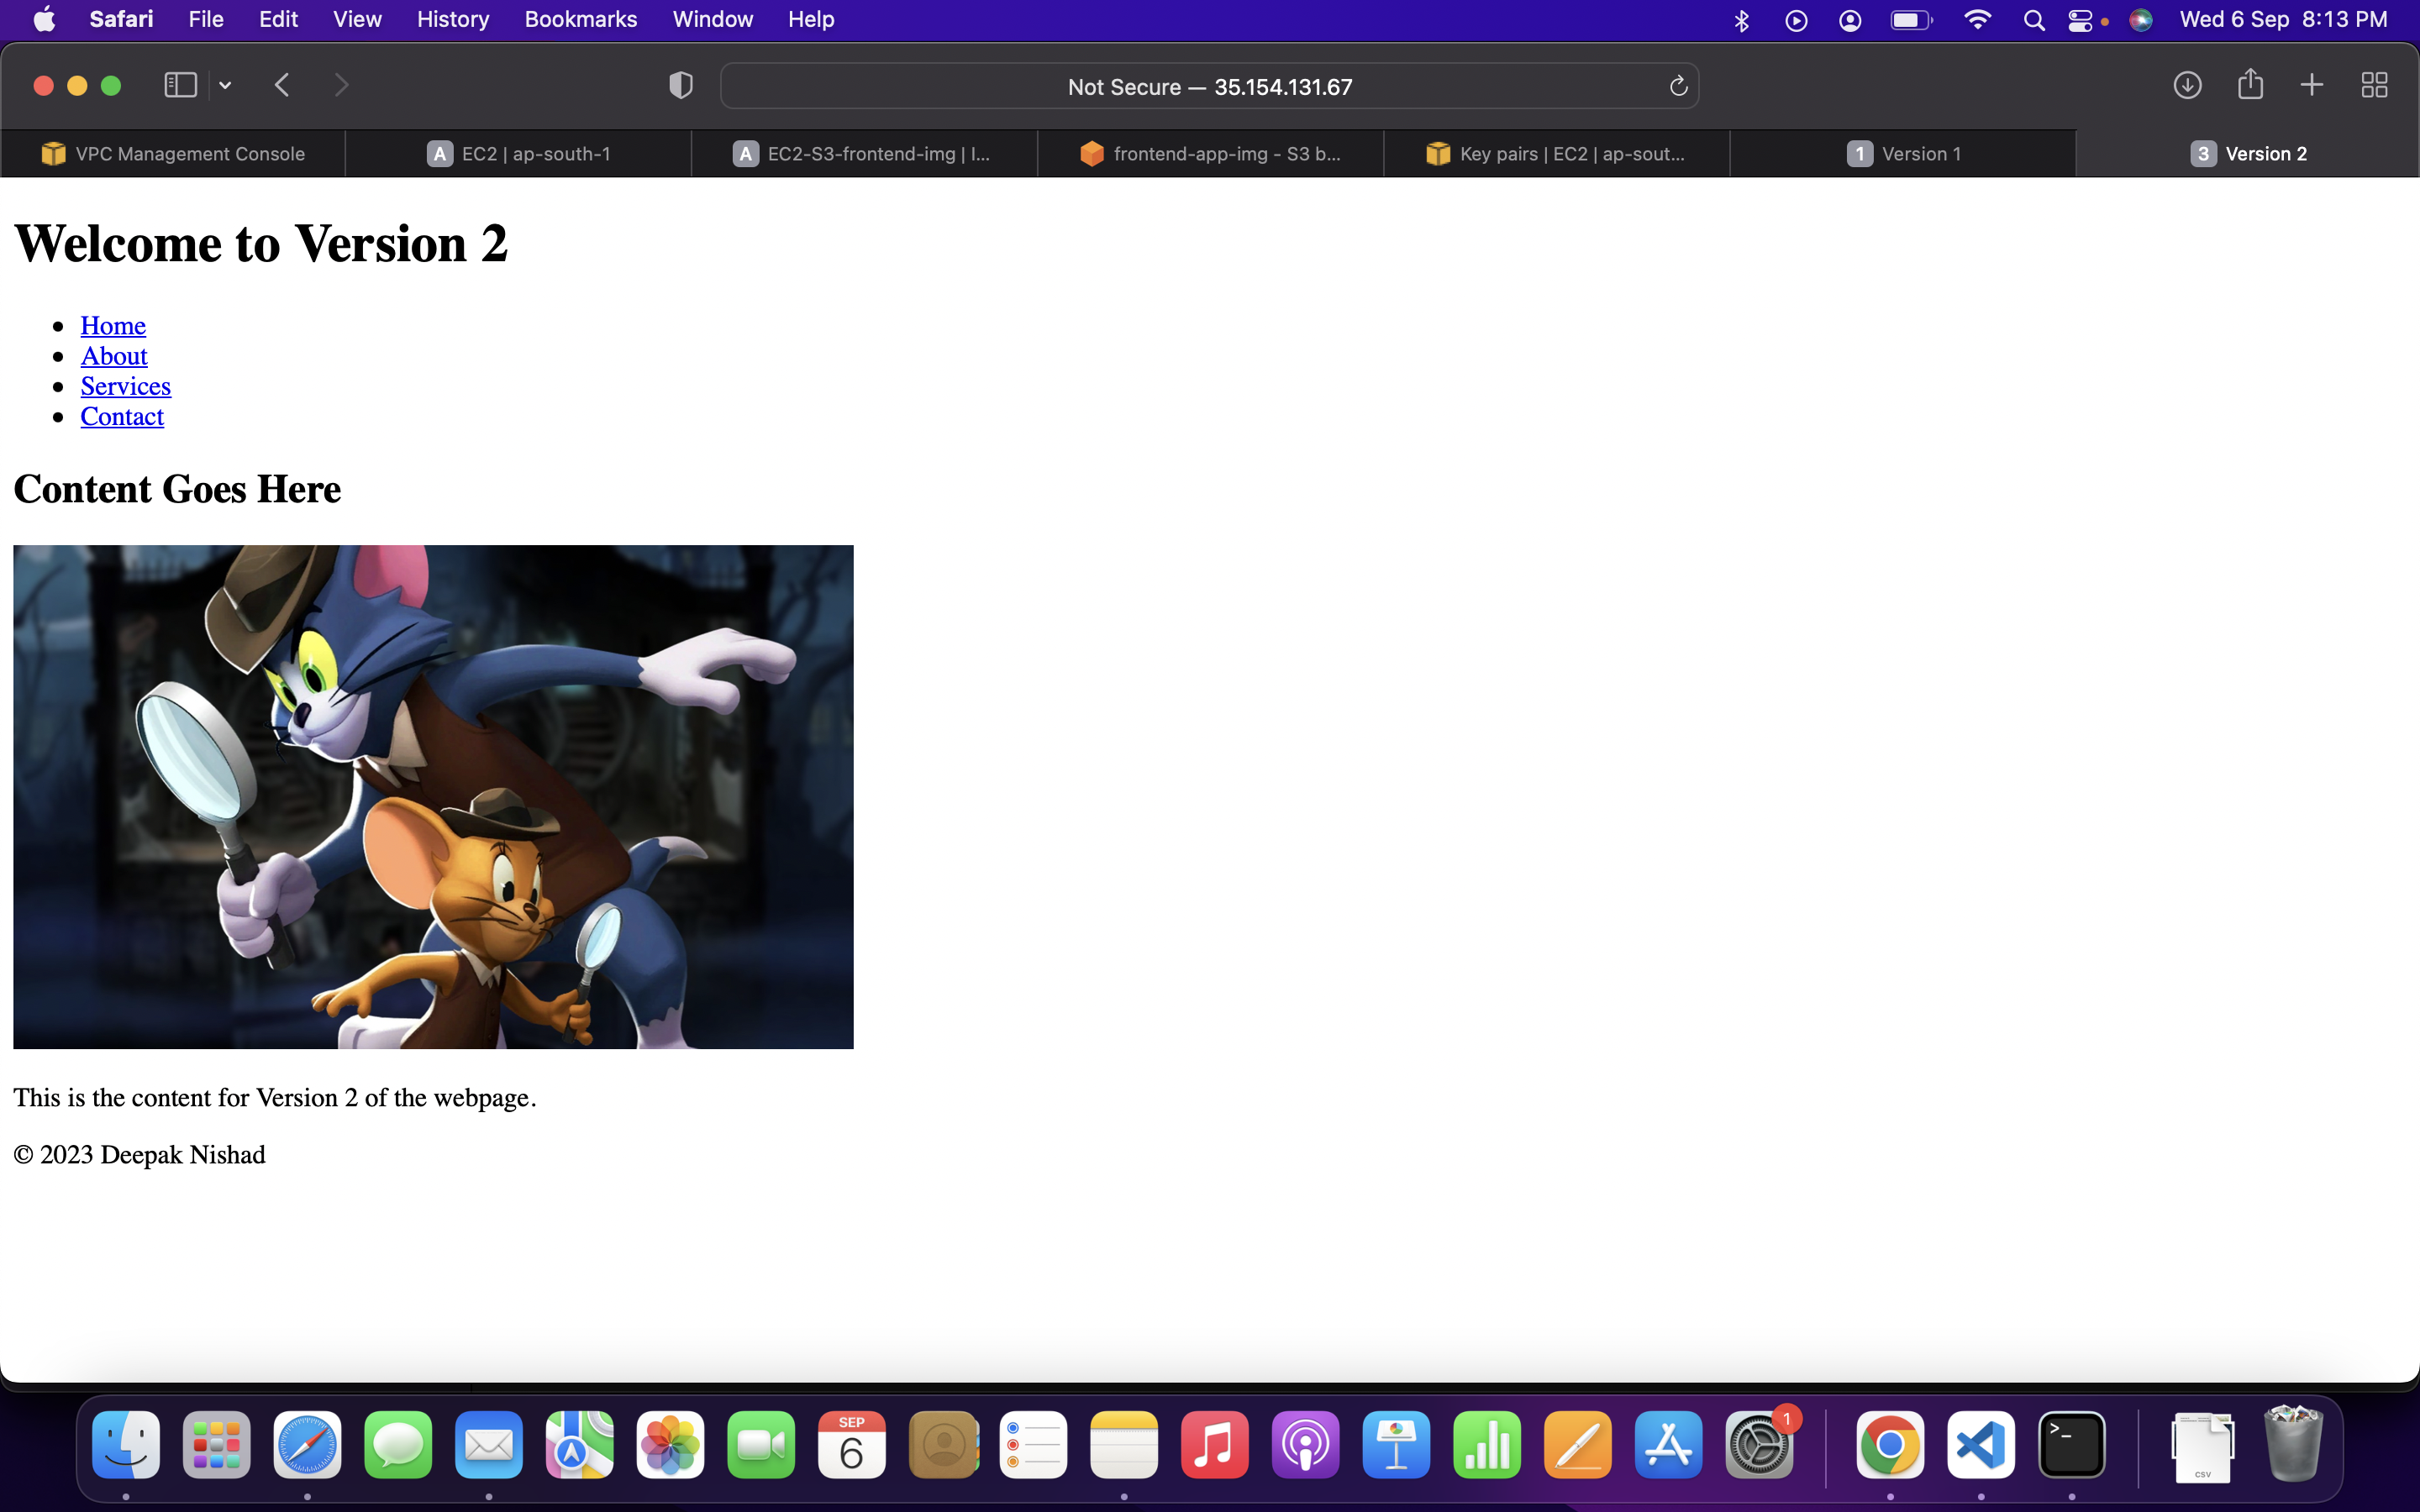 Safari File Edit View History Bookmarks Window Help Wed 6 Sep 8:13 PM
Not Secure — 35.154.131.67
VPC Management Console A EC2 | ap-south-1 A EC2-S3-frontend-img | I... frontend-app-img - S3 b... Key pairs | EC2 | ap-sout... 1 Version 1 3 Version 2
Welcome to Version 2
• Home
• About
• Services
• Contact
Content Goes Here
This is the content for Version 2 of the webpage.
© 2023 Deepak Nishad
SEP
6
1
>_
CSV